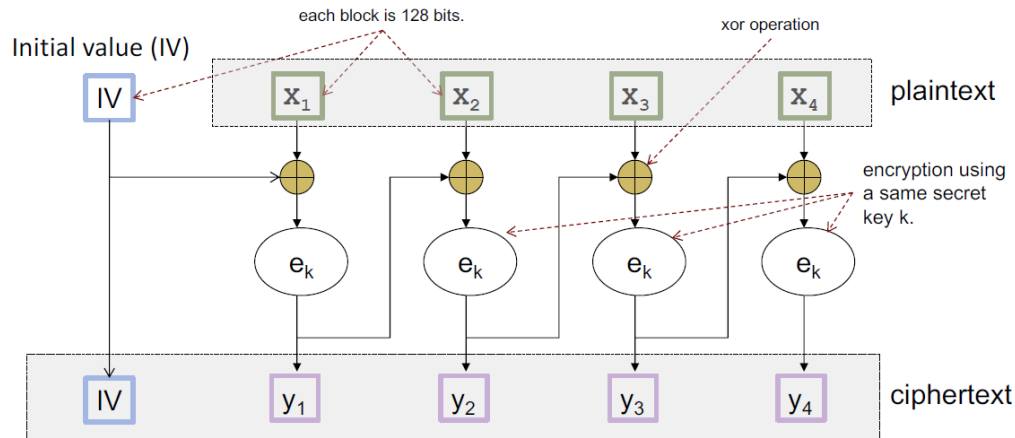 each block is 128 bits.
xor operation
Initial value (IV)
IV
x₁
x₂
x₃
x₄
plaintext
encryption using
a same secret
key k.
eₖ
eₖ
eₖ
eₖ
IV
y₁
y₂
y₃
y₄
ciphertext